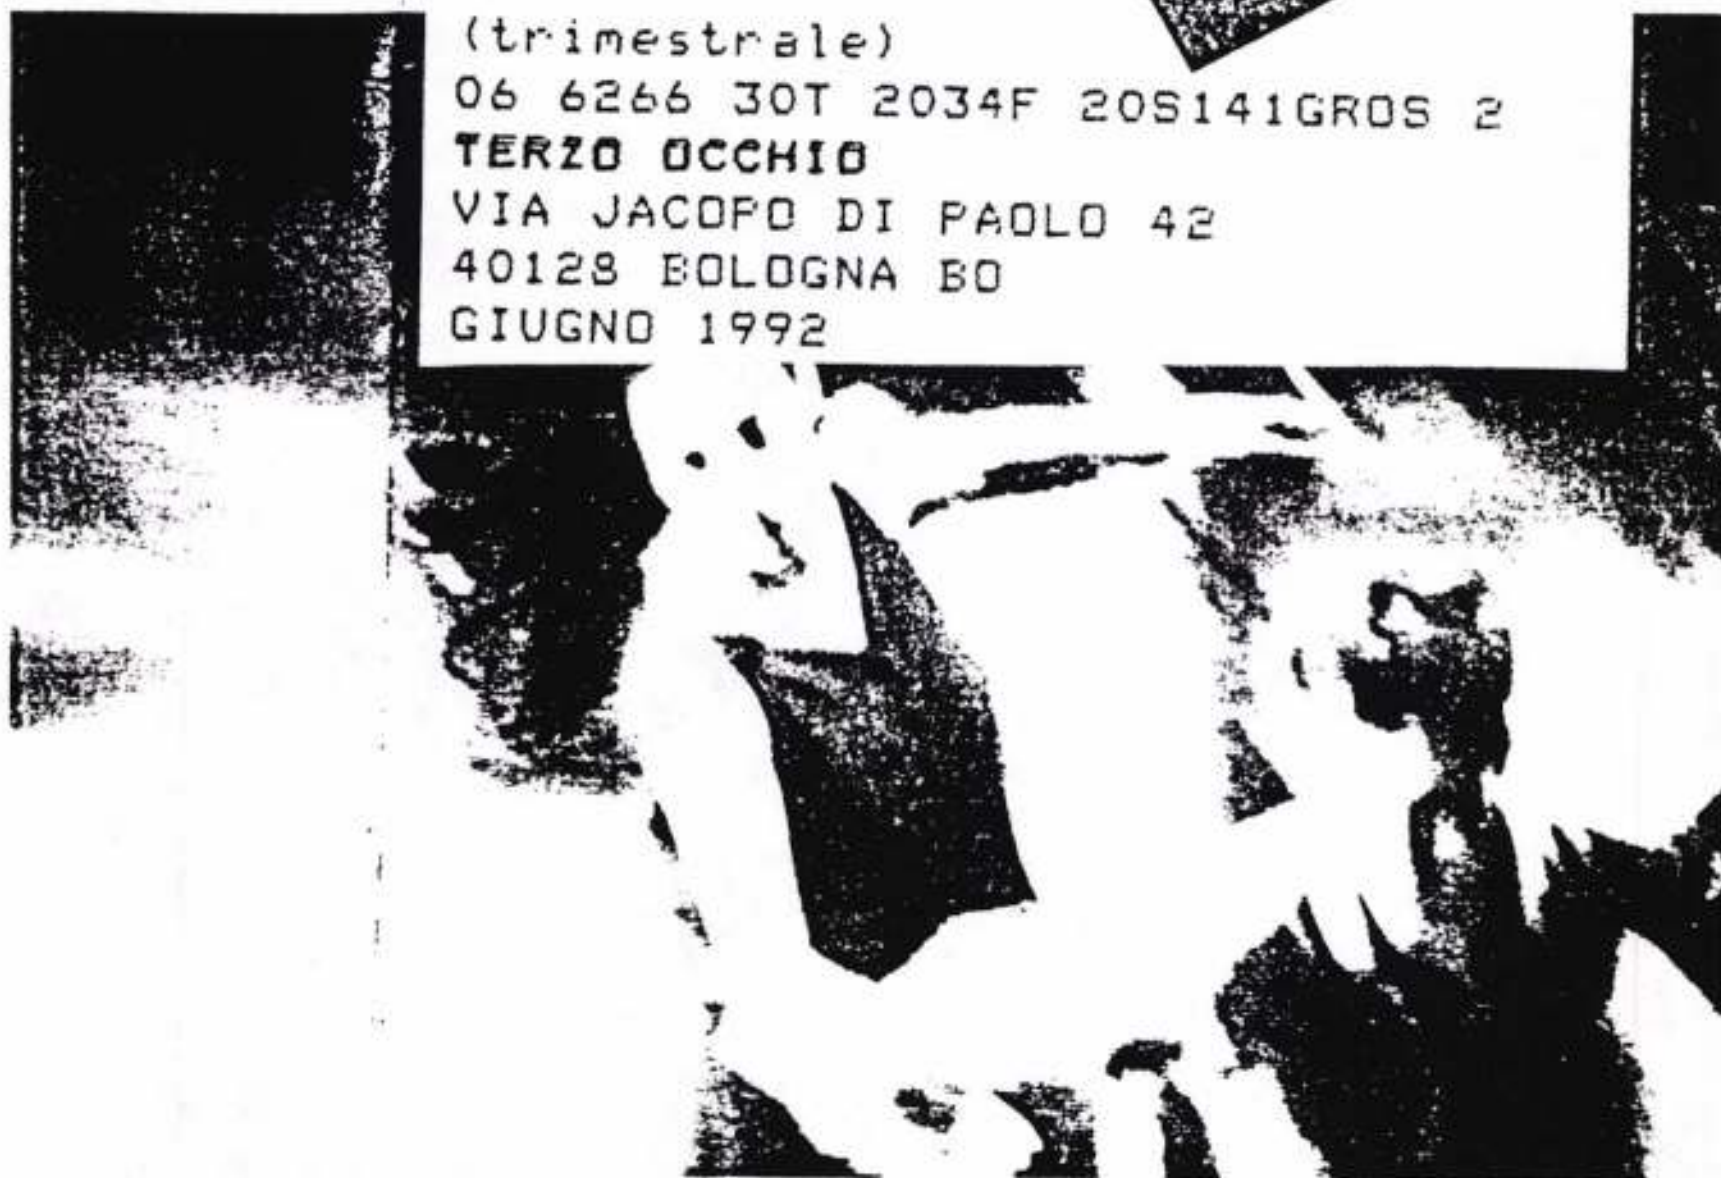 (trimestrale)
06 6266 30T 2034F 20S141GROS 2
TERZO OCCHIO
VIA JACOPO DI PAOLO 42
40128 BOLOGNA BO
GIUGNO 1992